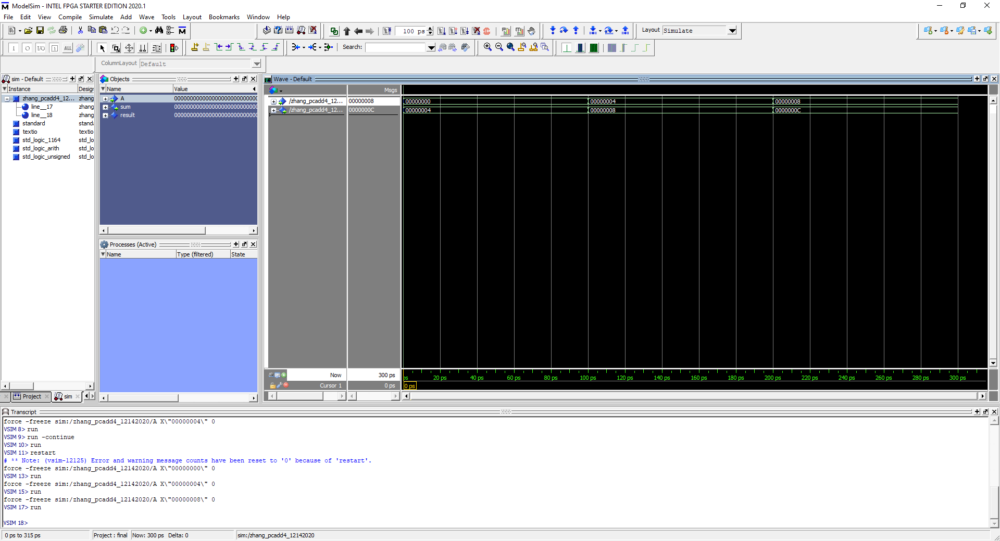 ModelSim - INTEL FPGA STARTER EDITION 2020.1
File Edit View Compile Simulate Add Wave Tools Layout Bookmarks Window Help
100 ps
Layout Simulate
Search:
ColumnLayout Default
sim - Default
Instance Design
zhang_pcadd4_12... zhang
line__17 zhang
line__18 zhang
standard standa
textio textio
std_logic_1164 std_lo
std_logic_arith std_lo
std_logic_unsigned std_lo
Project
sim
Objects
Name Value
A 00000000000000000000000000
sum 00000000000000000000000000
result 00000000000000000000000000
Processes (Active)
Name Type (filtered) State
Wave - Default
Msgs
/zhang_pcadd4_12... 00000008 00000000 00000004 00000008
/zhang_pcadd4_12... 0000000C 00000004 00000008 0000000C
Now 300 ps
ps 20 ps 40 ps 60 ps 80 ps 100 ps 120 ps 140 ps 160 ps 180 ps 200 ps 220 ps 240 ps 260 ps 280 ps 300 ps
Cursor 1 0 ps 0 ps
Transcript
force -freeze sim:/zhang_pcadd4_12142020/A X\"00000004\" 0
VSIM 8> run
VSIM 9> run -continue
VSIM 10> run
VSIM 11> restart
# ** Note: (vsim-12125) Error and warning message counts have been reset to '0' because of 'restart'.
force -freeze sim:/zhang_pcadd4_12142020/A X\"00000000\" 0
VSIM 13> run
force -freeze sim:/zhang_pcadd4_12142020/A X\"00000004\" 0
VSIM 15> run
force -freeze sim:/zhang_pcadd4_12142020/A X\"00000008\" 0
VSIM 17> run
VSIM 18>
0 ps to 315 ps Project : final Now: 300 ps Delta: 0 sim:/zhang_pcadd4_12142020